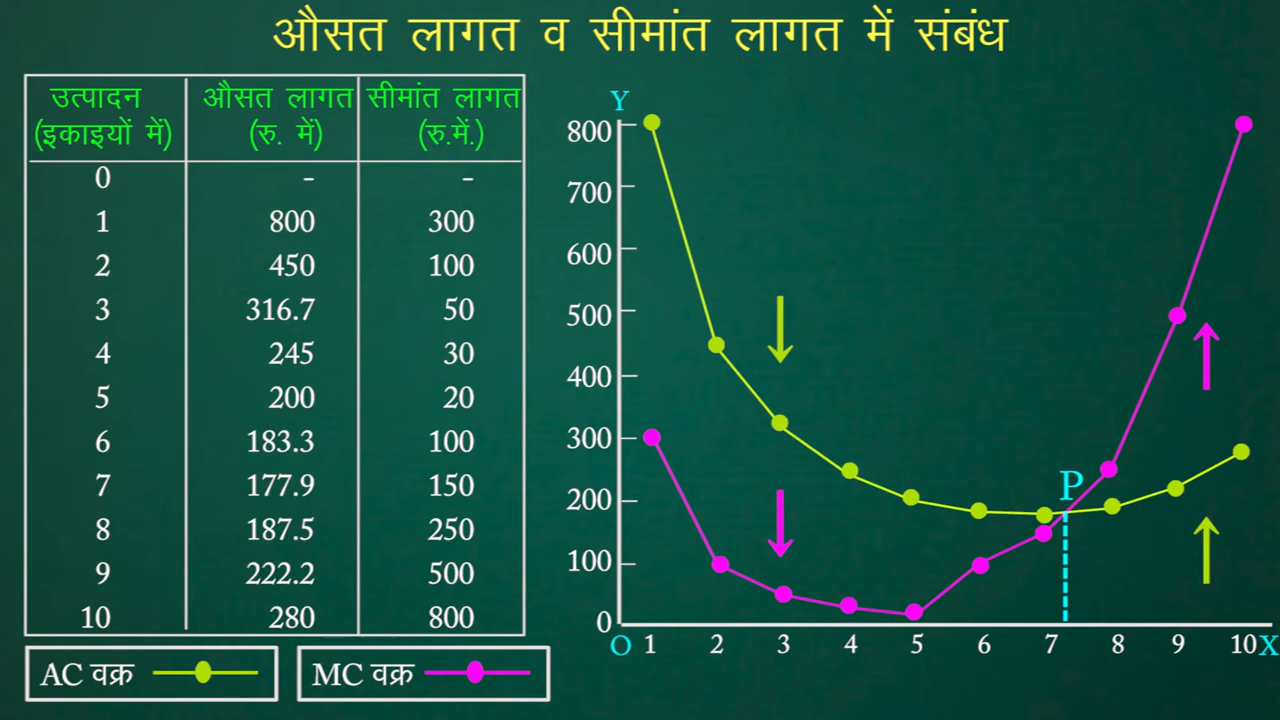 औसत लागत व सीमांत लागत में संबंध
उत्पादन औसत लागत सीमांत लागत
(इकाइयों में) (रु. में) (रु.में.)
0 - -
1 800 300
2 450 100
3 316.7 50
4 245 30
5 200 20
6 183.3 100
7 177.9 150
8 187.5 250
9 222.2 500
10 280 800
AC वक्र MC वक्र
Y
800
700
600
500
400
300
200
100
0
P
O 1 2 3 4 5 6 7 8 9 10 X